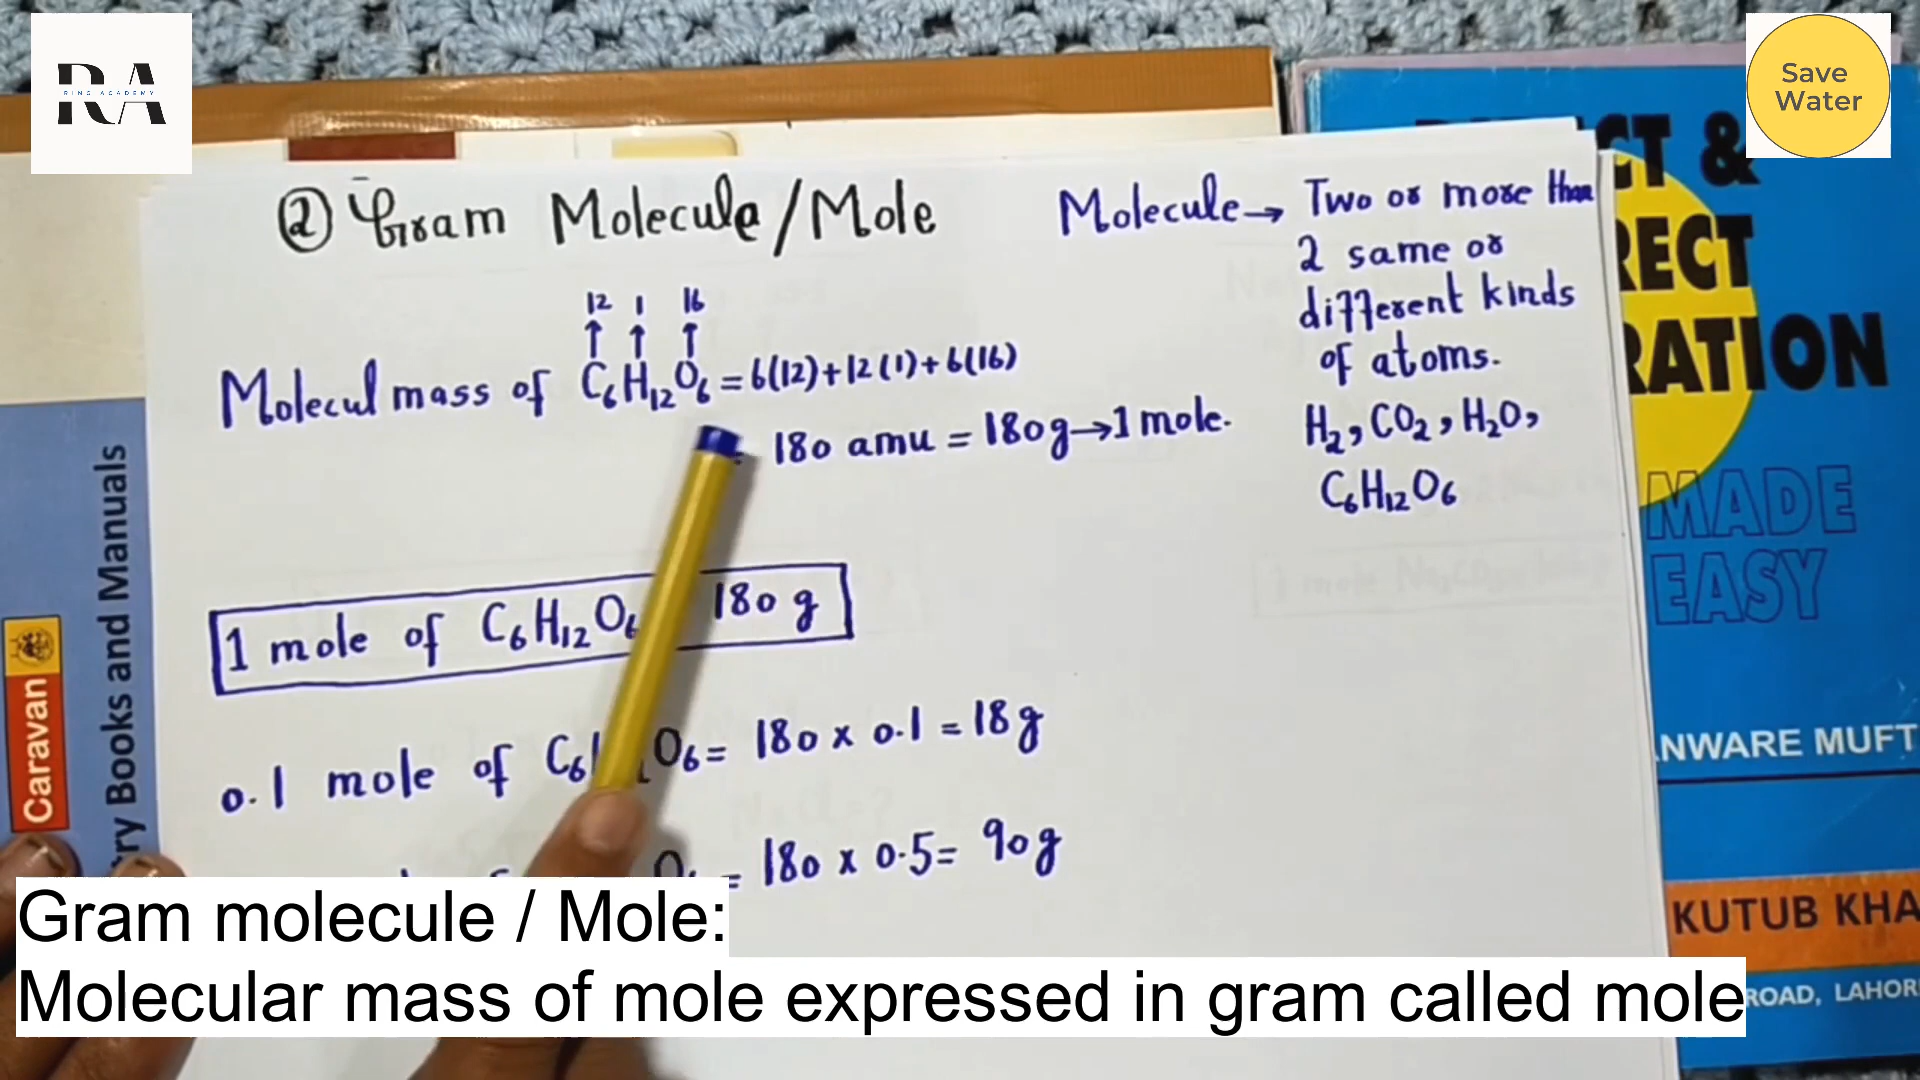 RA
RING ACADEMY
Save
Water
② Gram Molecule/Mole
Molecule→ Two or more than
2 same or
different kinds
of atoms.
H₂, CO₂, H₂O,
C₆H₁₂O₆
12 1 16
↑ ↑ ↑
Molecul mass of C₆H₁₂O₆ = 6(12)+12(1)+6(16)
180 amu = 180g→1 mole.
1 mole of C₆H₁₂O₆ 180 g
0.1 mole of C₆ O₆ = 180 x 0.1 = 18g
= 180 x 0.5 = 90g
Gram molecule / Mole:
Molecular mass of mole expressed in gram called mole
Caravan
Books and Manuals
&
RECT
RATION
MADE
EASY
NWARE MUFT
KUTUB KHA
ROAD, LAHOR